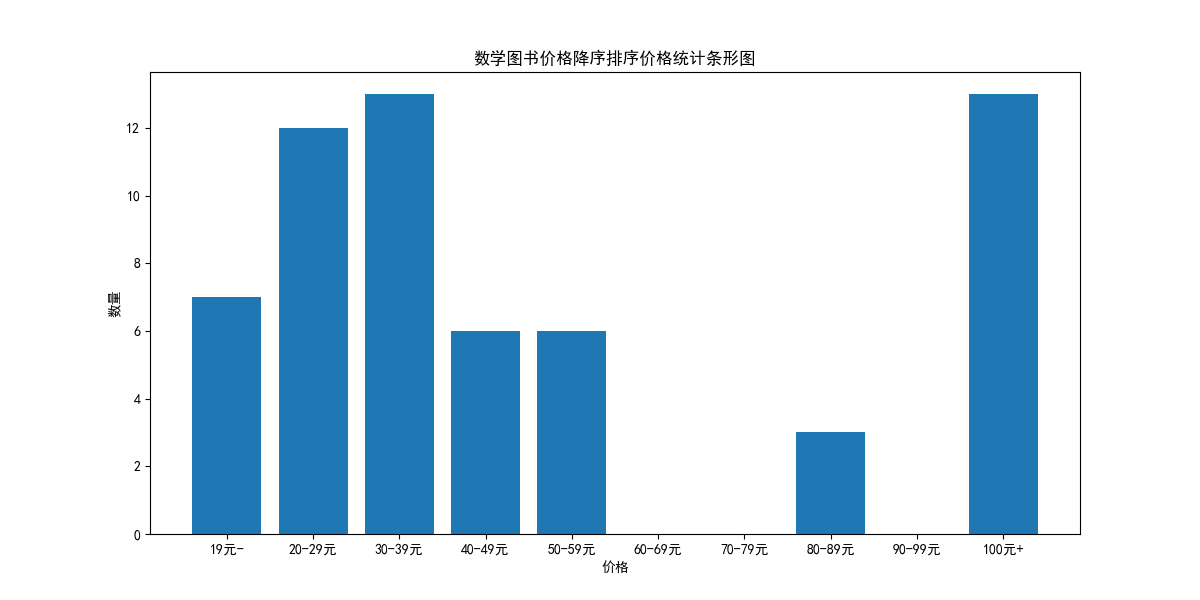 数学图书价格降序排序价格统计条形图
数量
12
10
8
6
4
2
0
19元-
20-29元
30-39元
40-49元
50-59元
60-69元
70-79元
80-89元
90-99元
100元+
价格